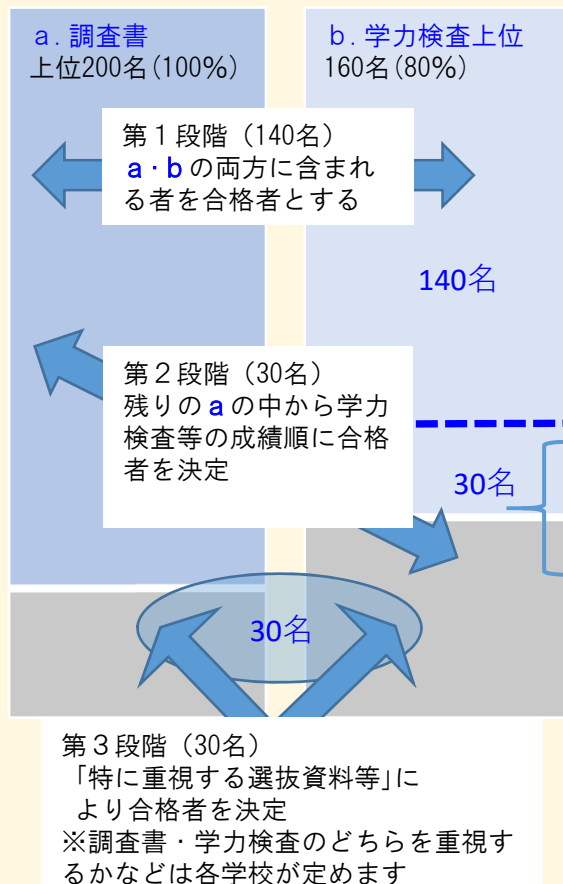 a．調査書
上位200名(100%)
b．学力検査上位
160名(80%)
第１段階（140名）
a・bの両方に含まれ
る者を合格者とする
140名
第２段階（30名）
残りのaの中から学力
検査等の成績順に合格
者を決定
30名
30名
第３段階（30名）
「特に重視する選抜資料等」に
より合格者を決定
※調査書・学力検査のどちらを重視す
るかなどは各学校が定めます